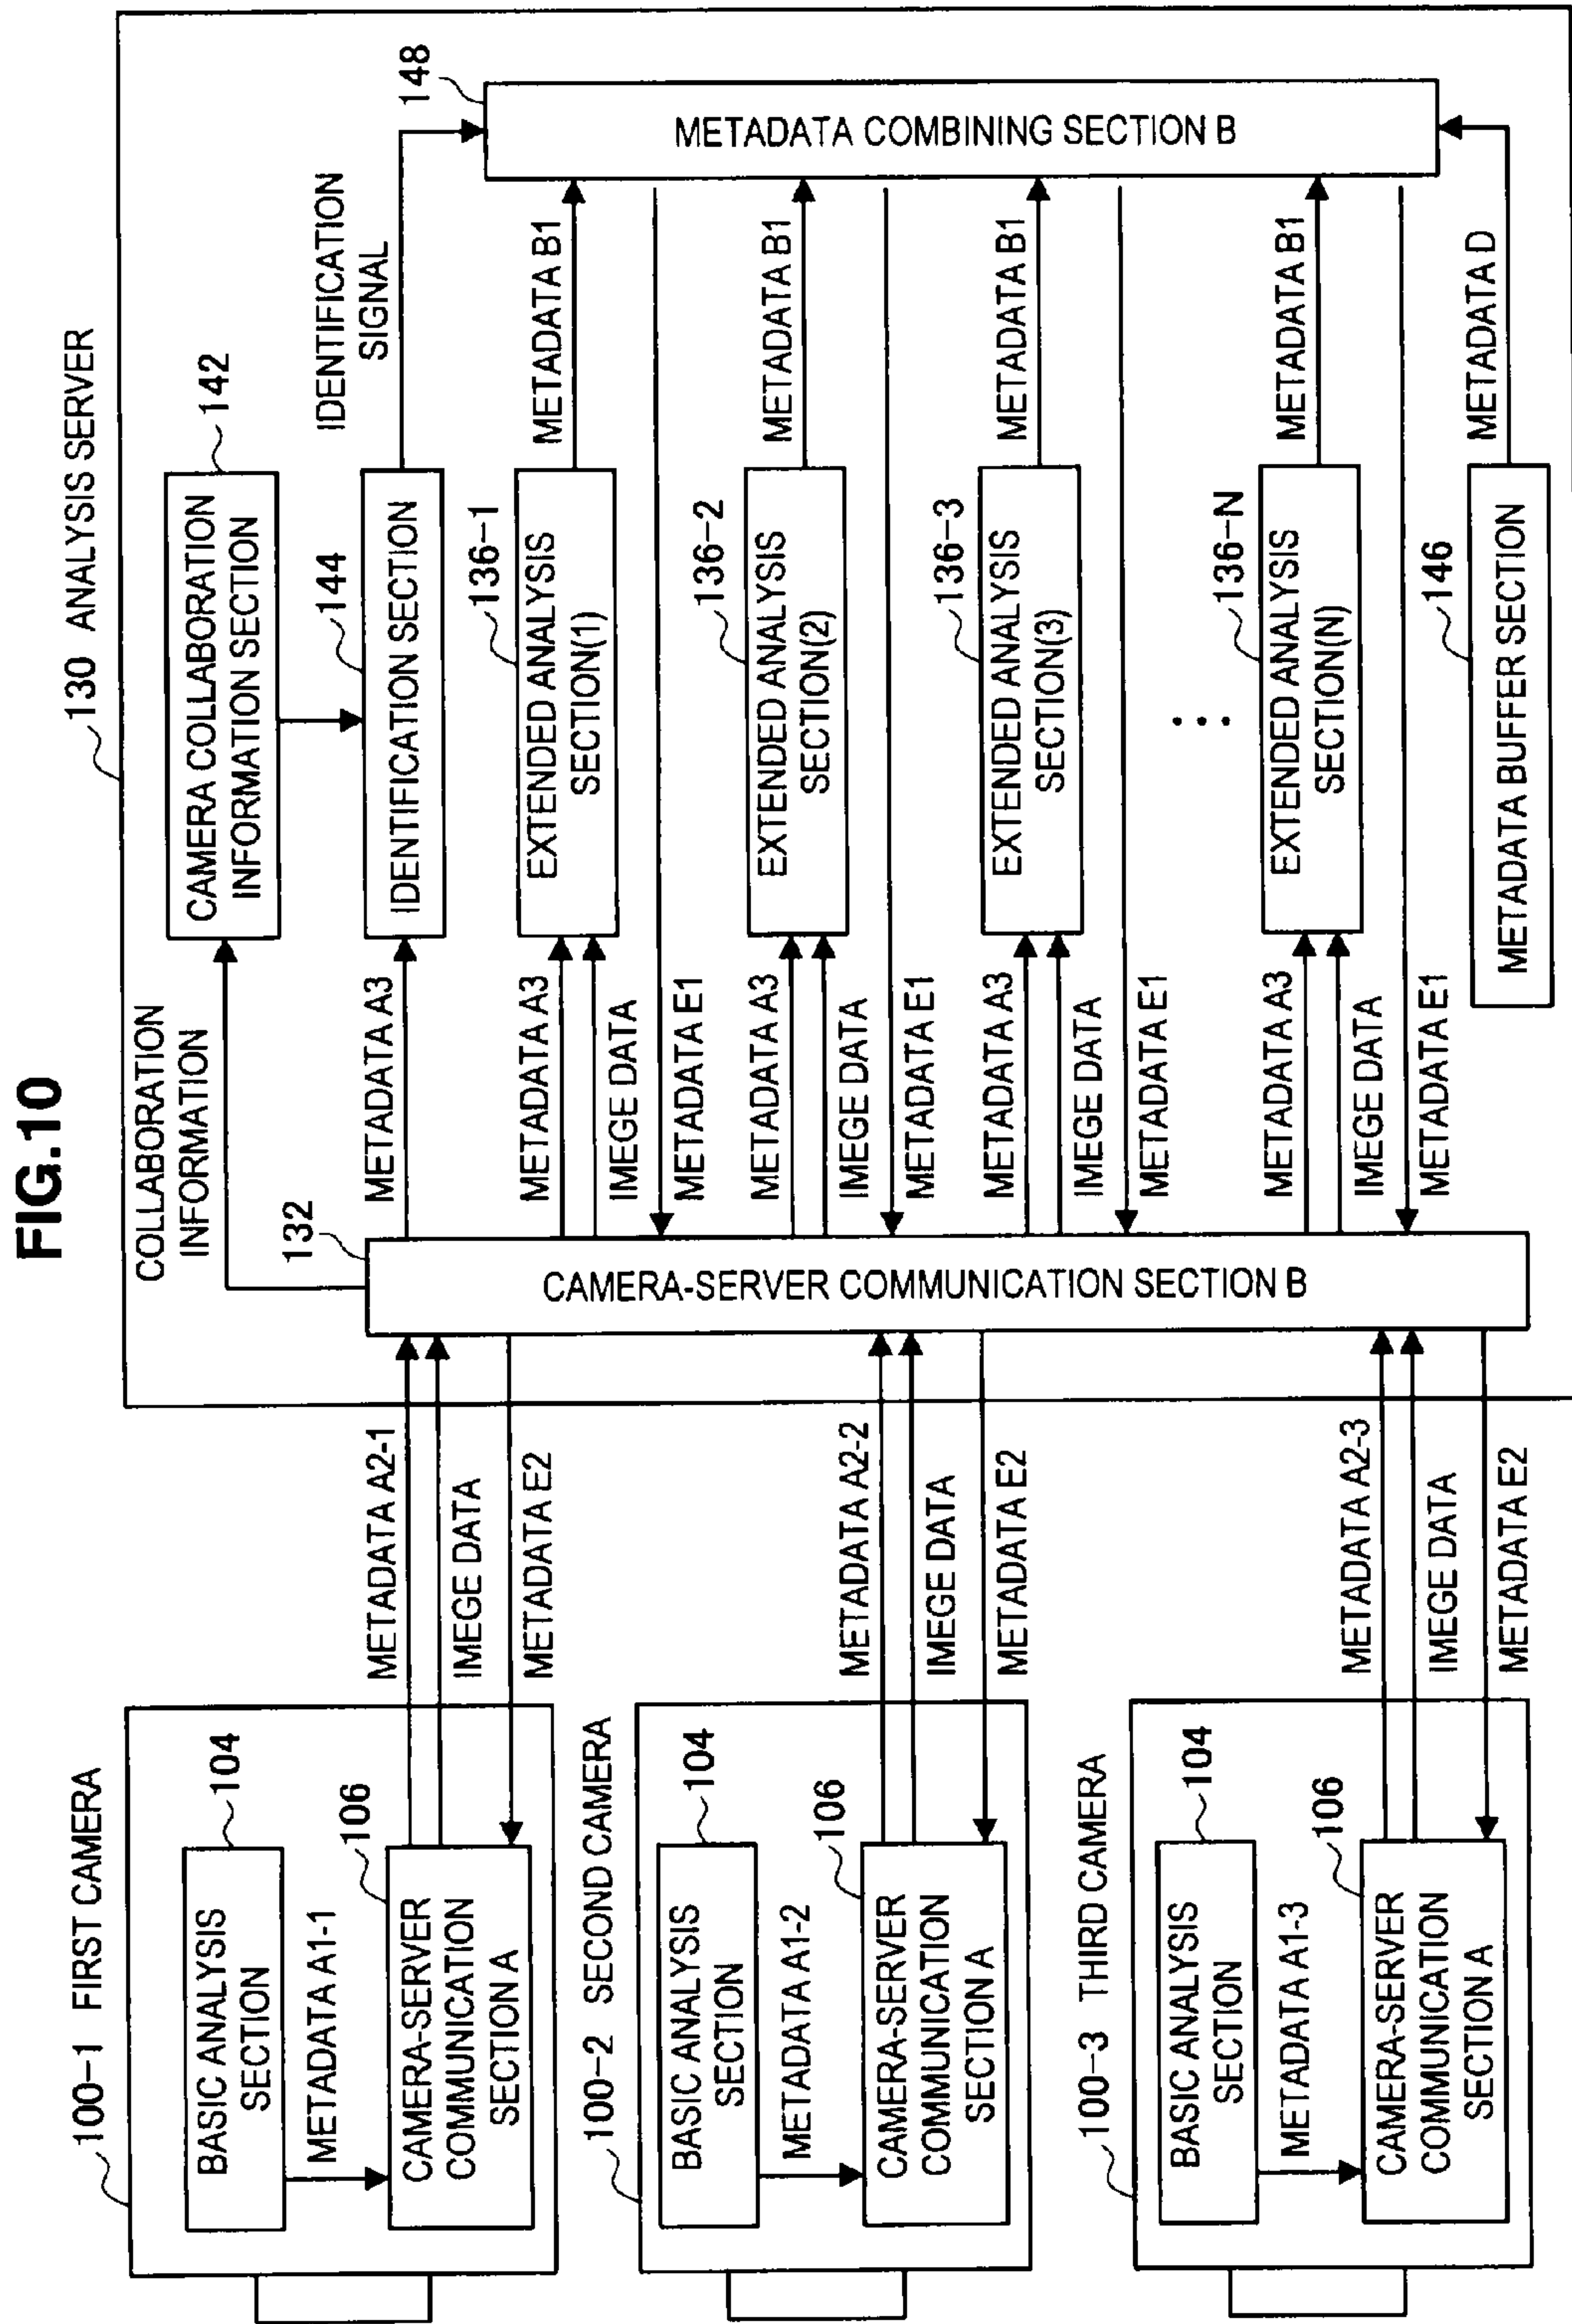 FIG.10
100-1 FIRST CAMERA
104
BASIC ANALYSIS
SECTION
METADATA A1-1
106
CAMERA-SERVER
COMMUNICATION
SECTION A
METADATA A2-1
IMEGE DATA
METADATA E2
100-2 SECOND CAMERA
104
BASIC ANALYSIS
SECTION
METADATA A1-2
106
CAMERA-SERVER
COMMUNICATION
SECTION A
METADATA A2-2
IMEGE DATA
METADATA E2
100-3 THIRD CAMERA
104
BASIC ANALYSIS
SECTION
METADATA A1-3
106
CAMERA-SERVER
COMMUNICATION
SECTION A
METADATA A2-3
IMEGE DATA
METADATA E2
130 ANALYSIS SERVER
COLLABORATION
INFORMATION
132
CAMERA-SERVER COMMUNICATION SECTION B
142
CAMERA COLLABORATION
INFORMATION SECTION
METADATA A3
144
IDENTIFICATION SECTION
IDENTIFICATION
SIGNAL
148
METADATA COMBINING SECTION B
METADATA A3
IMEGE DATA
136-1
EXTENDED ANALYSIS
SECTION(1)
METADATA B1
METADATA E1
METADATA A3
IMEGE DATA
136-2
EXTENDED ANALYSIS
SECTION(2)
METADATA B1
METADATA E1
METADATA A3
IMEGE DATA
136-3
EXTENDED ANALYSIS
SECTION(3)
METADATA B1
METADATA E1
...
METADATA A3
IMEGE DATA
136-N
EXTENDED ANALYSIS
SECTION(N)
METADATA B1
METADATA E1
146
METADATA BUFFER SECTION
METADATA D